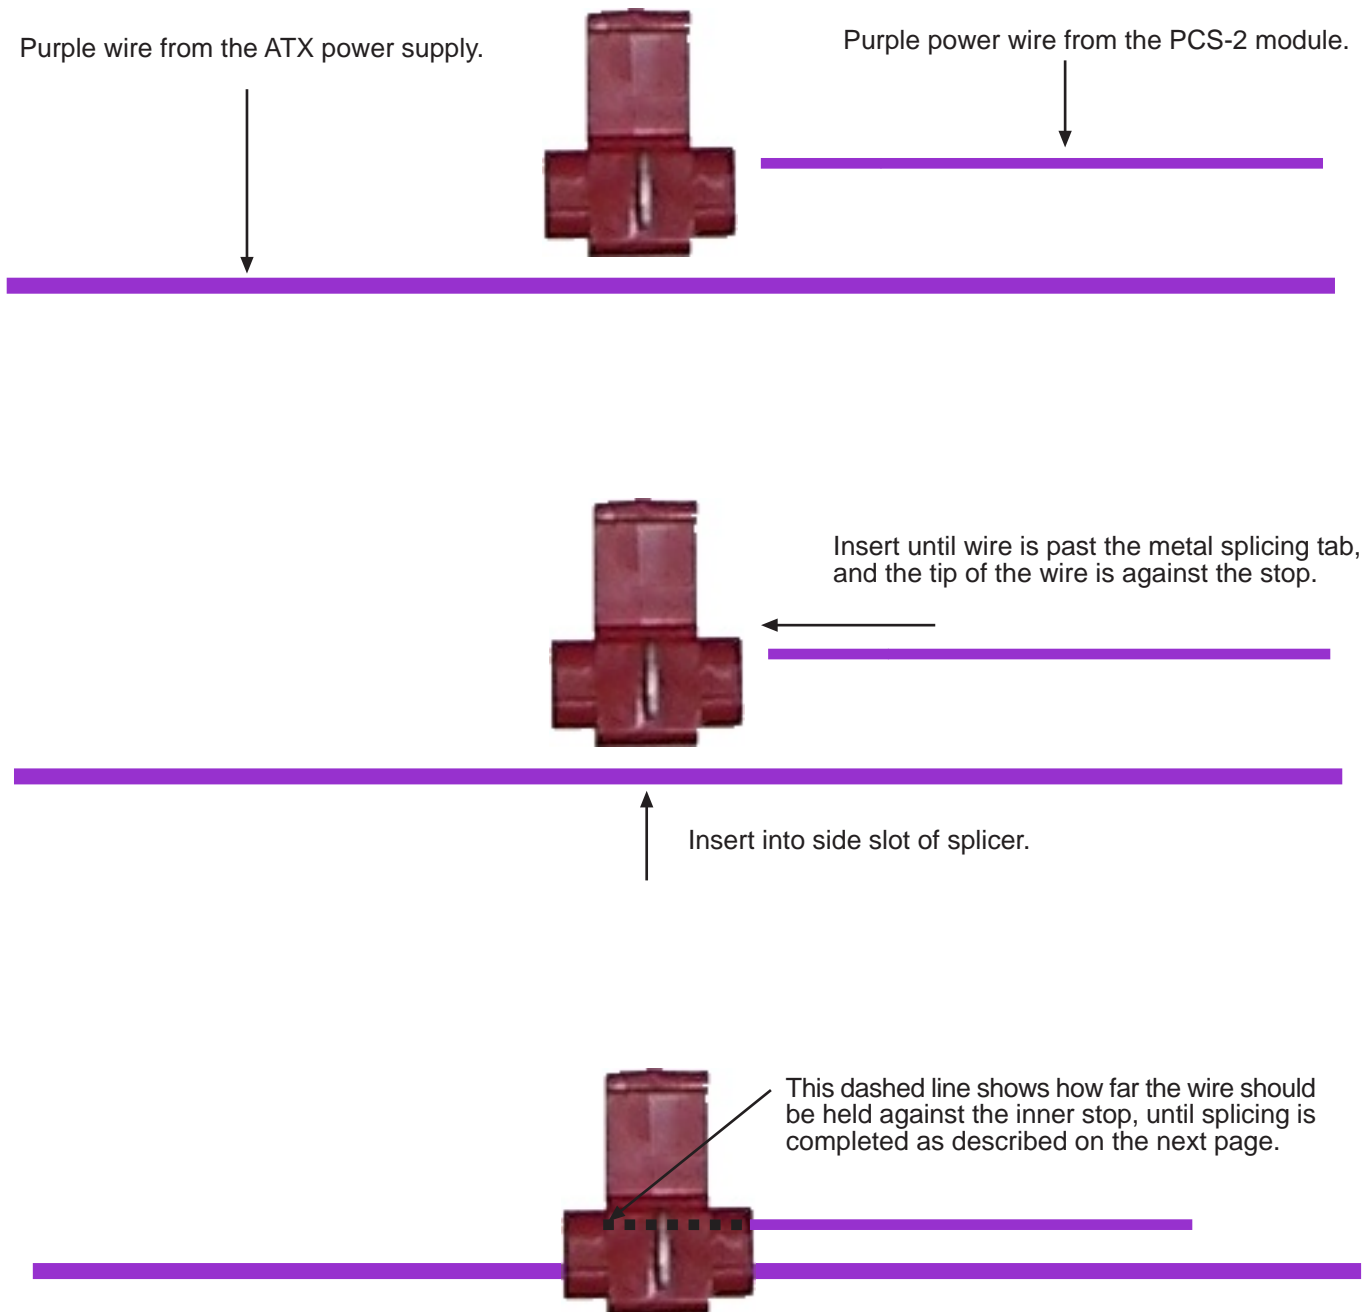 Purple wire from the ATX power supply.
Purple power wire from the PCS-2 module.
Insert until wire is past the metal splicing tab,
and the tip of the wire is against the stop.
Insert into side slot of splicer.
This dashed line shows how far the wire should
be held against the inner stop, until splicing is
completed as described on the next page.